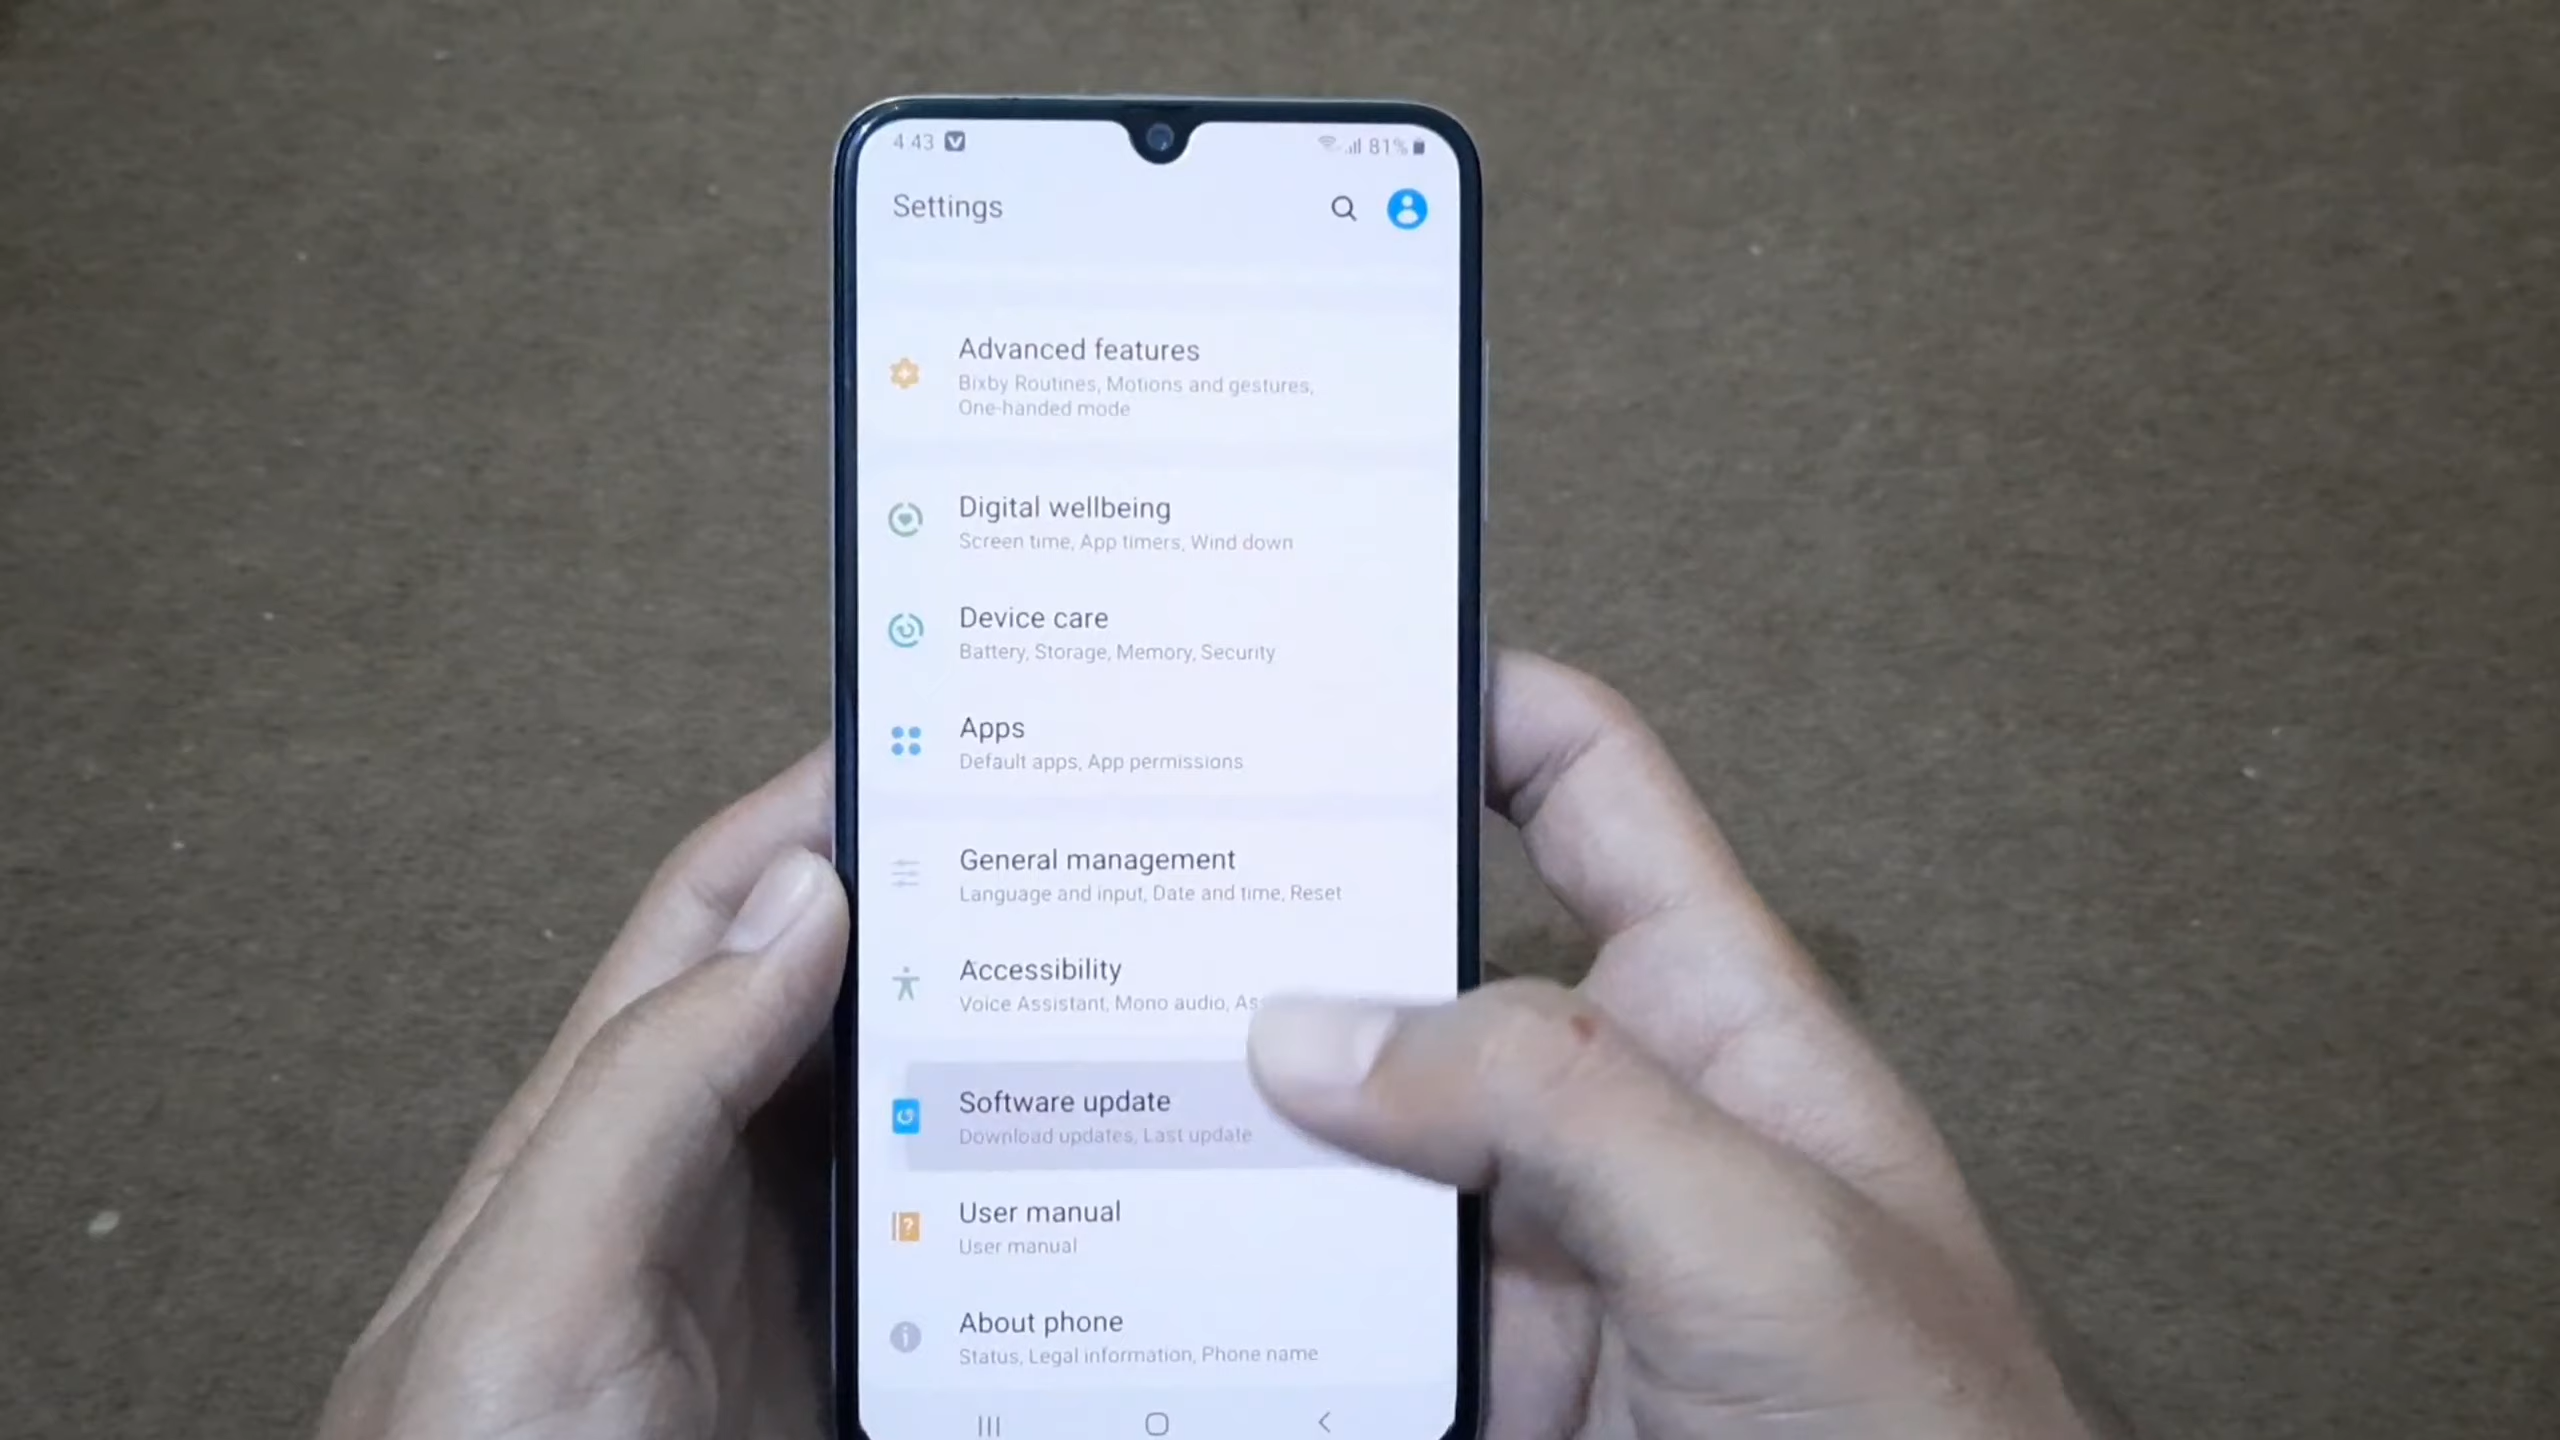 4 43
81%
Settings
Advanced features
Bixby Routines, Motions and gestures,
One-handed mode
Digital wellbeing
Screen time, App timers, Wind down
Device care
Battery, Storage, Memory, Security
Apps
Default apps, App permissions
General management
Language and input, Date and time, Reset
Accessibility
Voice Assistant, Mono audio,
Software update
Download updates, Last update
User manual
User manual
About phone
Status, Legal information, Phone name